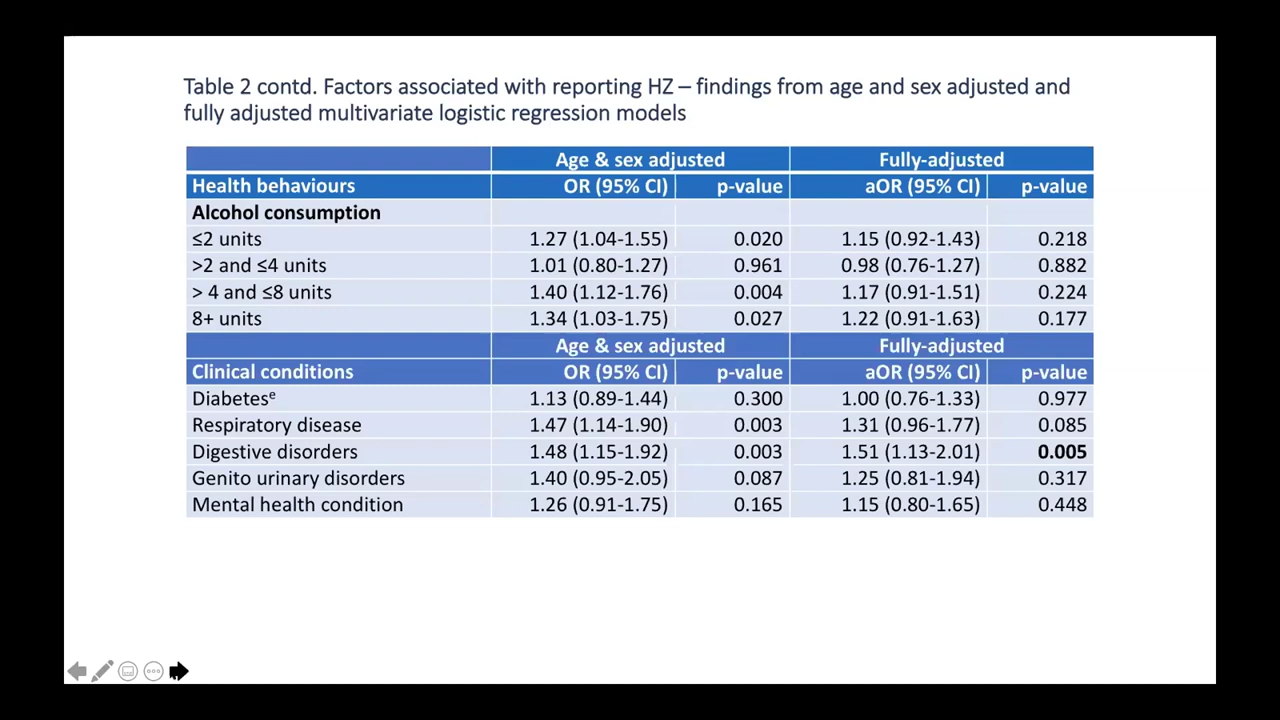 Table 2 contd. Factors associated with reporting HZ – findings from age and sex adjusted and
fully adjusted multivariate logistic regression models
Age & sex adjusted Fully-adjusted
Health behaviours OR (95% CI) p-value aOR (95% CI) p-value
Alcohol consumption
≤2 units 1.27 (1.04-1.55) 0.020 1.15 (0.92-1.43) 0.218
>2 and ≤4 units 1.01 (0.80-1.27) 0.961 0.98 (0.76-1.27) 0.882
> 4 and ≤8 units 1.40 (1.12-1.76) 0.004 1.17 (0.91-1.51) 0.224
8+ units 1.34 (1.03-1.75) 0.027 1.22 (0.91-1.63) 0.177
Age & sex adjusted Fully-adjusted
Clinical conditions OR (95% CI) p-value aOR (95% CI) p-value
Diabetesᵉ 1.13 (0.89-1.44) 0.300 1.00 (0.76-1.33) 0.977
Respiratory disease 1.47 (1.14-1.90) 0.003 1.31 (0.96-1.77) 0.085
Digestive disorders 1.48 (1.15-1.92) 0.003 1.51 (1.13-2.01) 0.005
Genito urinary disorders 1.40 (0.95-2.05) 0.087 1.25 (0.81-1.94) 0.317
Mental health condition 1.26 (0.91-1.75) 0.165 1.15 (0.80-1.65) 0.448